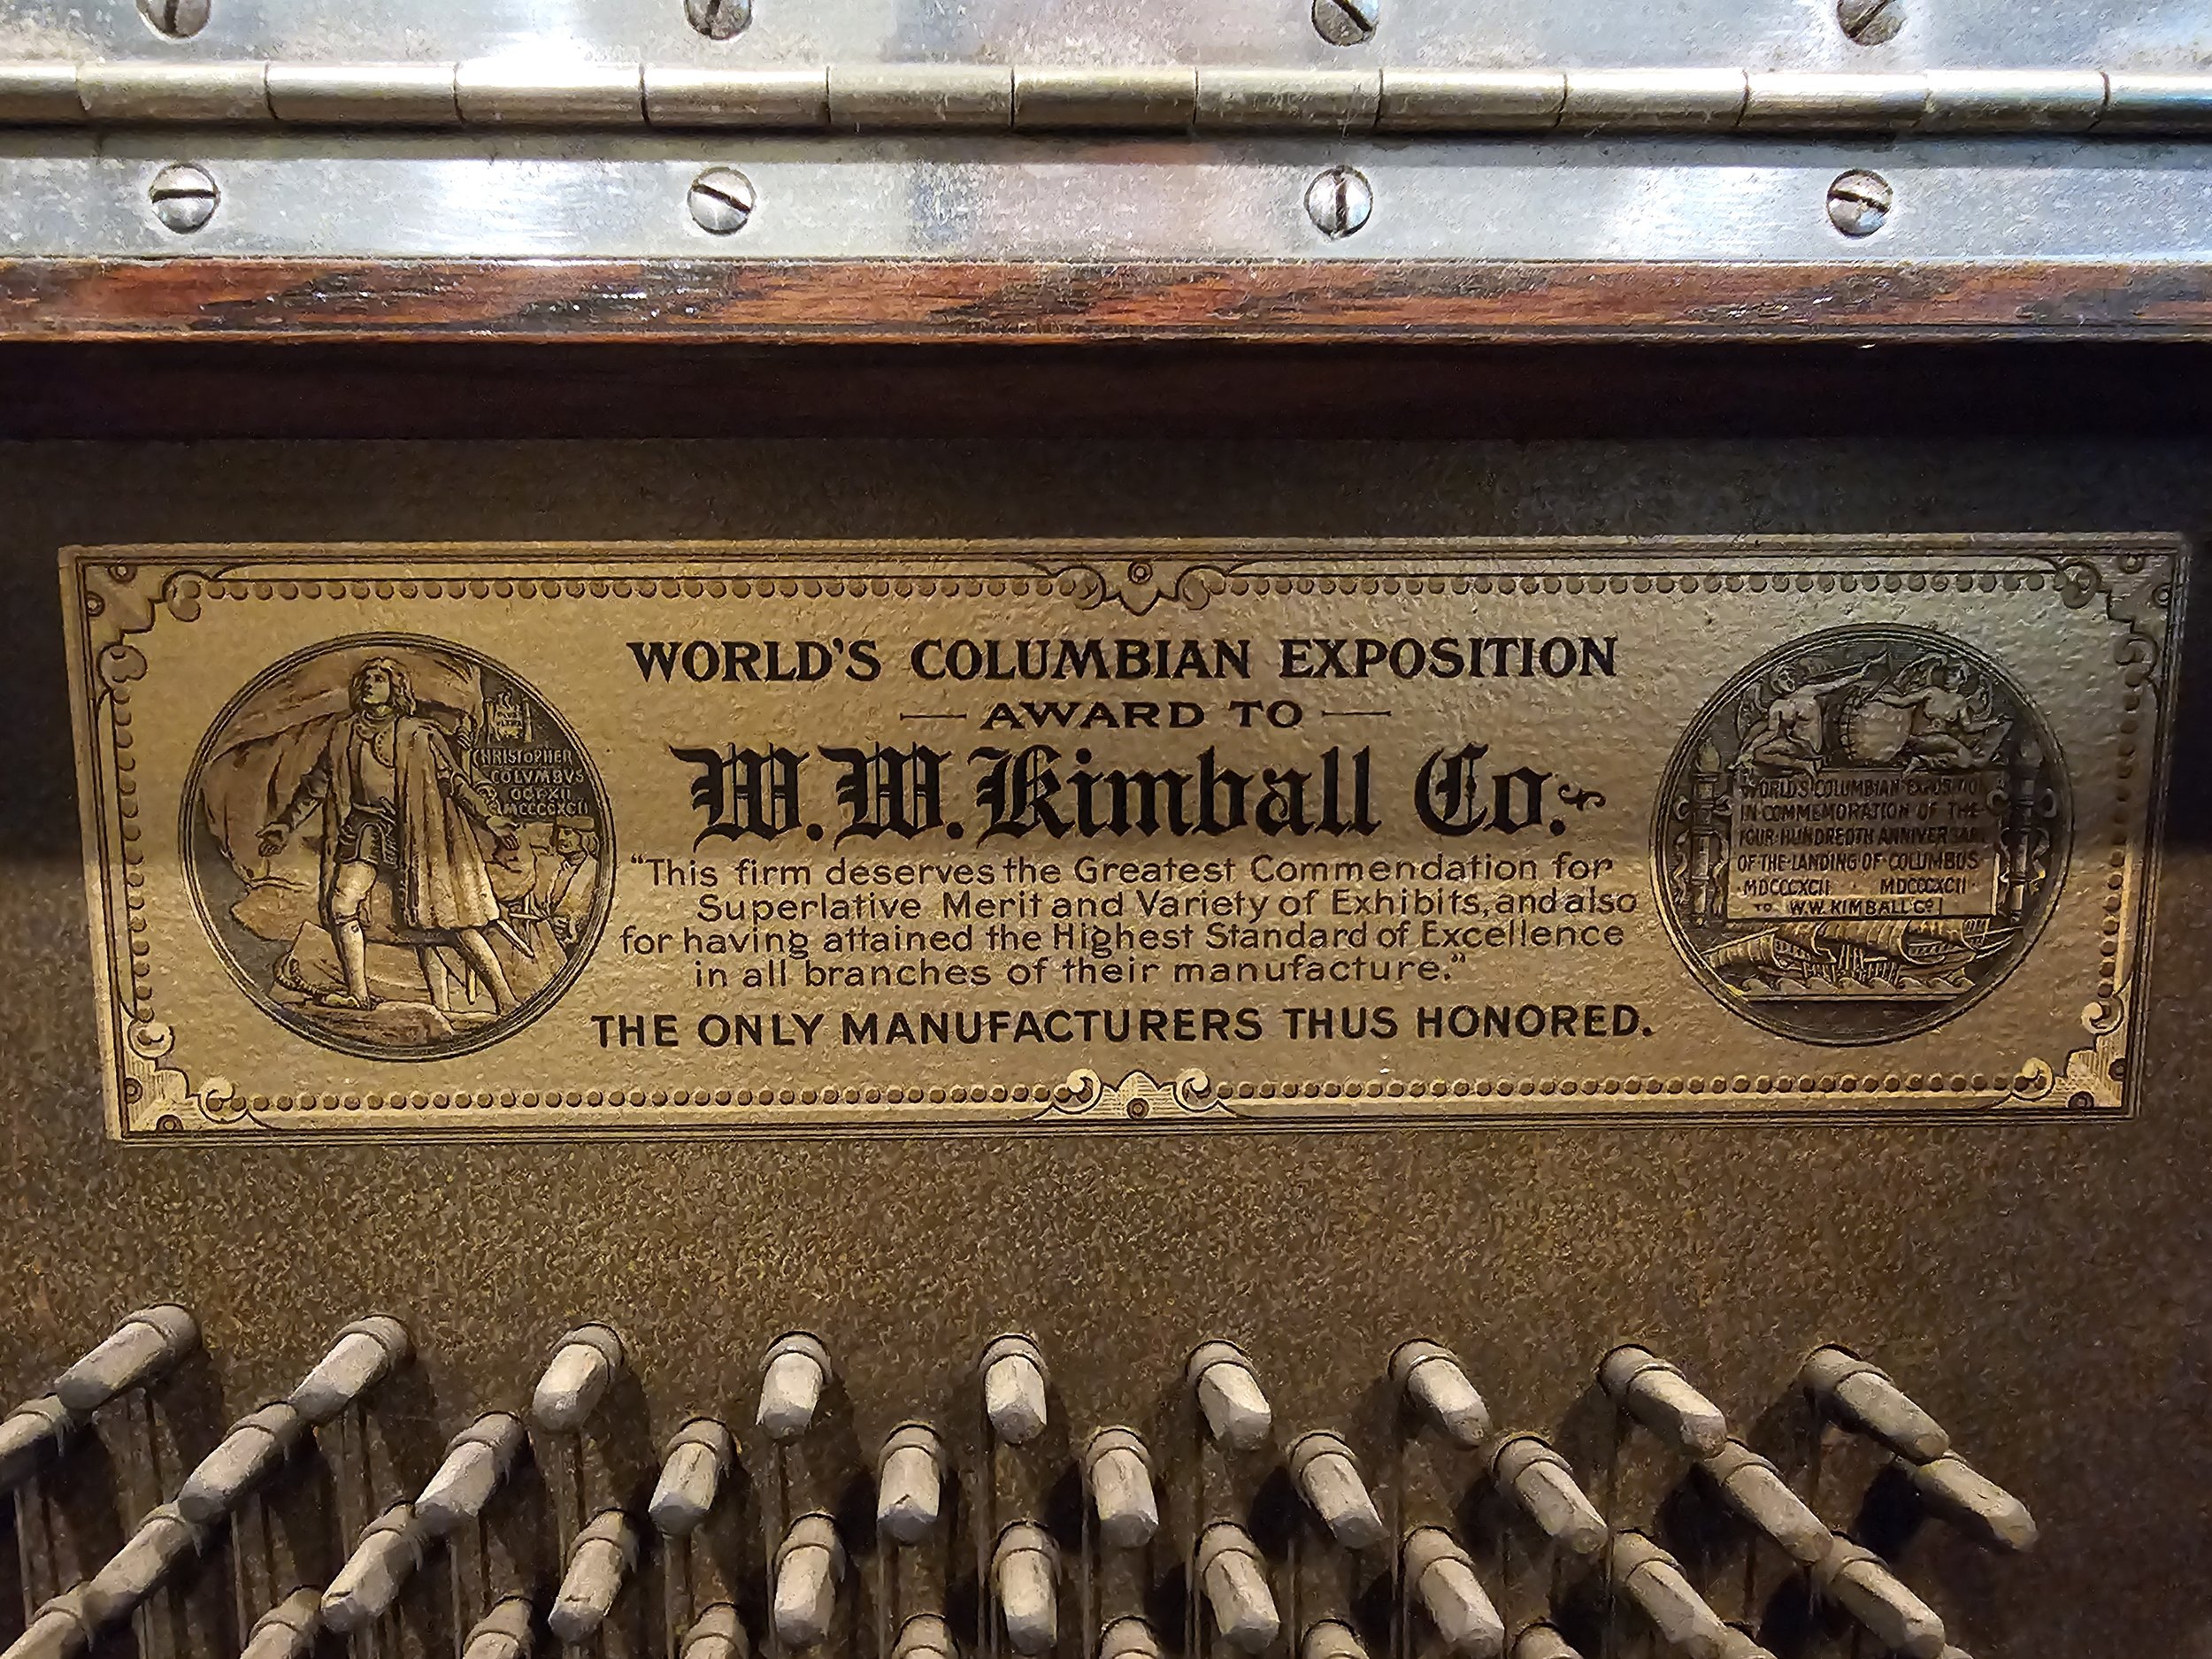 WORLD'S COLUMBIAN EXPOSITION
— AWARD TO —
W. W. Kimball Co.
"This firm deserves the Greatest Commendation for
Superlative Merit and Variety of Exhibits, and also
for having attained the Highest Standard of Excellence
in all branches of their manufacture."
THE ONLY MANUFACTURERS THUS HONORED.
CHRISTOPHER
COLVMBVS
OCT XII
MCCCCXCII
WORLD'S COLUMBIAN EXPOSITION
IN COMMEMORATION OF THE
FOUR HUNDREDTH ANNIVERSARY
OF THE LANDING OF COLUMBUS
MDCCCXCII MDCCCXCII
TO W. W. KIMBALL Co